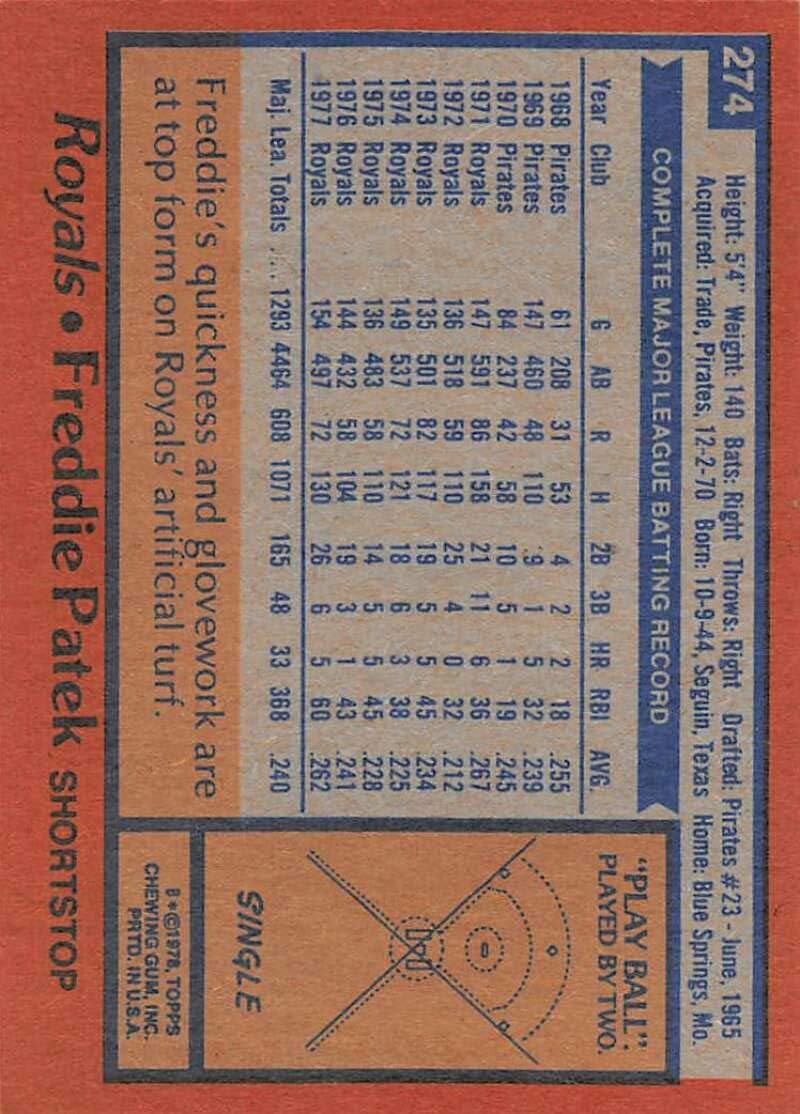 274
Height: 5'4" Weight: 140 Bats: Right Throws: Right Drafted: Pirates #23 - June, 1965
Acquired: Trade, Pirates, 12-2-70 Born: 10-9-44, Seguin, Texas Home: Blue Springs, Mo.
COMPLETE MAJOR LEAGUE BATTING RECORD
Year Club G AB R H 2B 3B HR RBI AVG.
1968 Pirates 61 208 31 53 4 2 2 18 .255
1969 Pirates 147 460 48 110 9 1 5 32 .239
1970 Pirates 84 237 42 58 10 5 1 19 .245
1971 Royals 147 591 86 158 21 11 6 36 .267
1972 Royals 136 518 59 110 25 4 0 32 .212
1973 Royals 135 501 82 117 19 5 5 45 .234
1974 Royals 149 537 72 121 18 6 3 38 .225
1975 Royals 136 483 58 110 14 5 5 45 .228
1976 Royals 144 432 58 104 19 3 1 43 .241
1977 Royals 154 497 72 130 26 6 5 60 .262
Maj. Lea. Totals .... 1293 4464 608 1071 165 48 33 368 .240
Freddie's quickness and glovework are
at top form on Royals' artificial turf.
Royals • Freddie Patek SHORTSTOP
"PLAY BALL":
PLAYED BY TWO.
SINGLE
B*©1978, TOPPS
CHEWING GUM, INC.
PRTD. IN U.S.A.